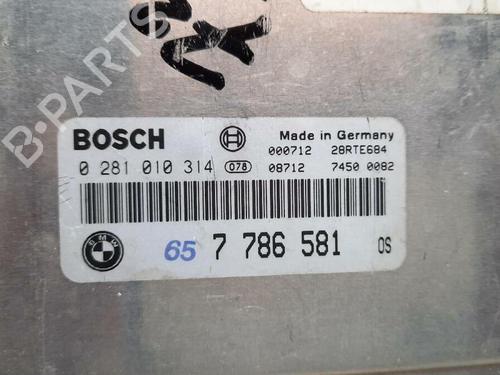 B-PARTS
BOSCH
Made in Germany
000712 28RTE684
0 281 010 314 078 08712 7450 0082
BMW
65 7 786 581 OS